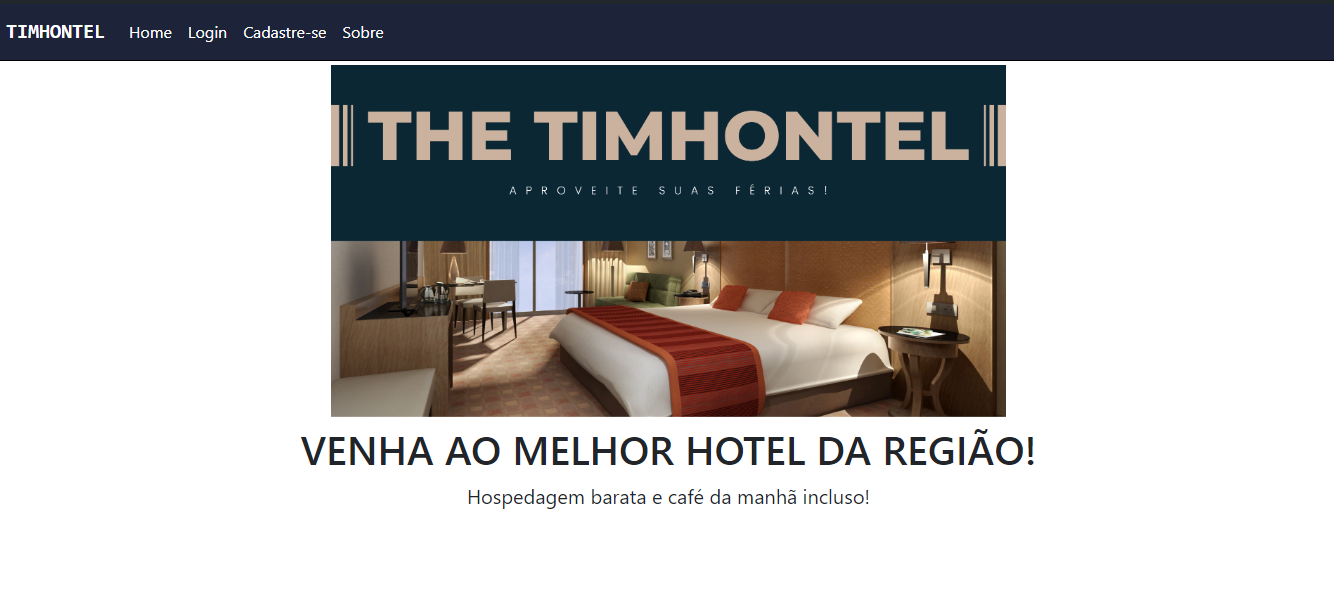 TIMHONTEL Home Login Cadastre-se Sobre
THE TIMHONTEL
APROVEITE SUAS FÉRIAS!
VENHA AO MELHOR HOTEL DA REGIÃO!
Hospedagem barata e café da manhã incluso!